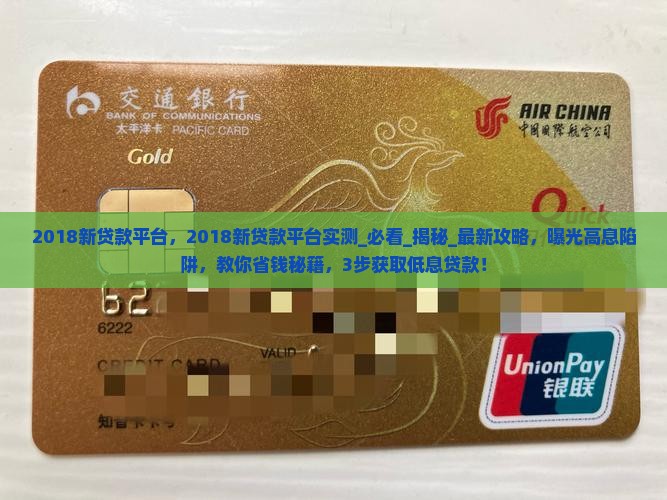 交通銀行
BANK OF COMMUNICATIONS
太平洋卡 PACIFIC CARD
Gold
AIR CHINA
中国国际航空公司
Quick
2018新贷款平台，2018新贷款平台实测_必看_揭秘_最新攻略，曝光高息陷
阱，教你省钱秘籍，3步获取低息贷款！
62
6222
CREDIT CARD
VALID
UnionPay
银联